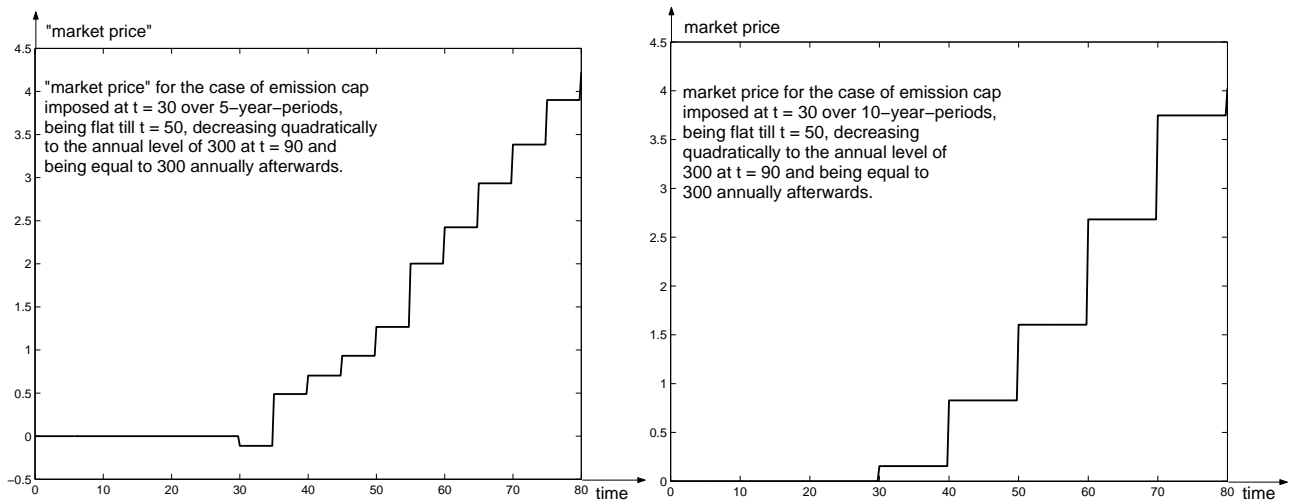 "market price"
4.5
"market price" for the case of emission cap
imposed at t = 30 over 5−year−periods,
being flat till t = 50, decreasing quadratically
to the annual level of 300 at t = 90 and
being equal to 300 annually afterwards.
4
3.5
3
2.5
2
1.5
1
0.5
0
−0.5
0 10 20 30 40 50 60 70 80
time
market price
4.5
market price for the case of emission cap
imposed at t = 30 over 10−year−periods,
being flat till t = 50, decreasing
quadratically to the annual level of
300 at t = 90 and being equal to
300 annually afterwards.
4
3.5
3
2.5
2
1.5
1
0.5
0
0 10 20 30 40 50 60 70 80
time